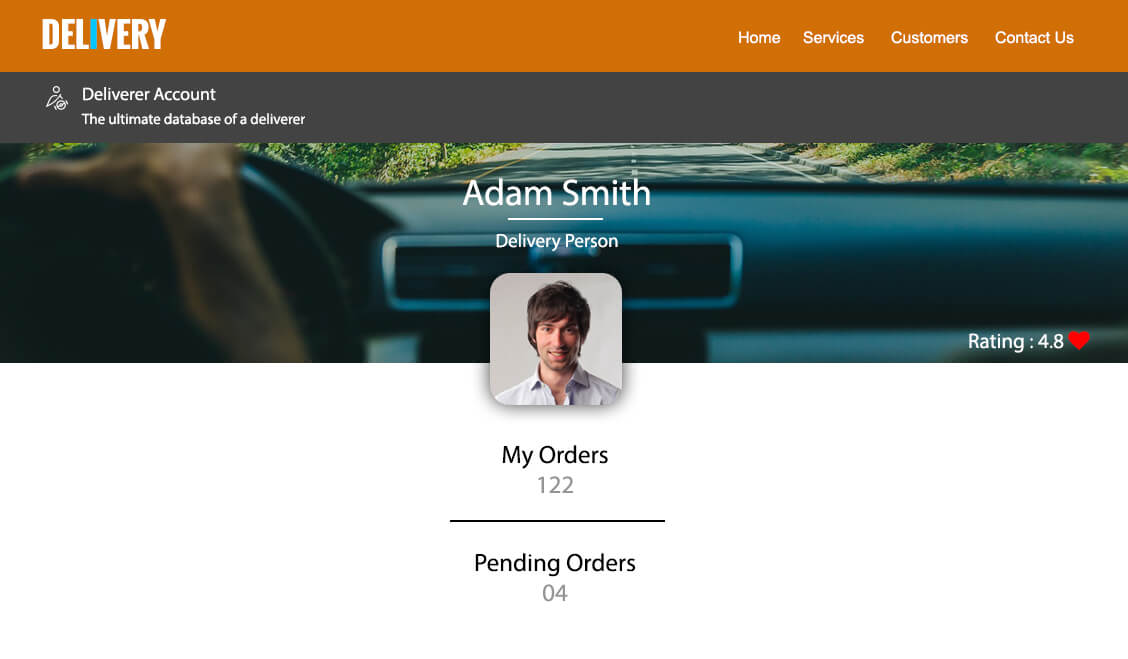 DELIVERY
Home Services Customers Contact Us
Deliverer Account
The ultimate database of a deliverer
Adam Smith
Delivery Person
Rating : 4.8
My Orders
122
Pending Orders
04